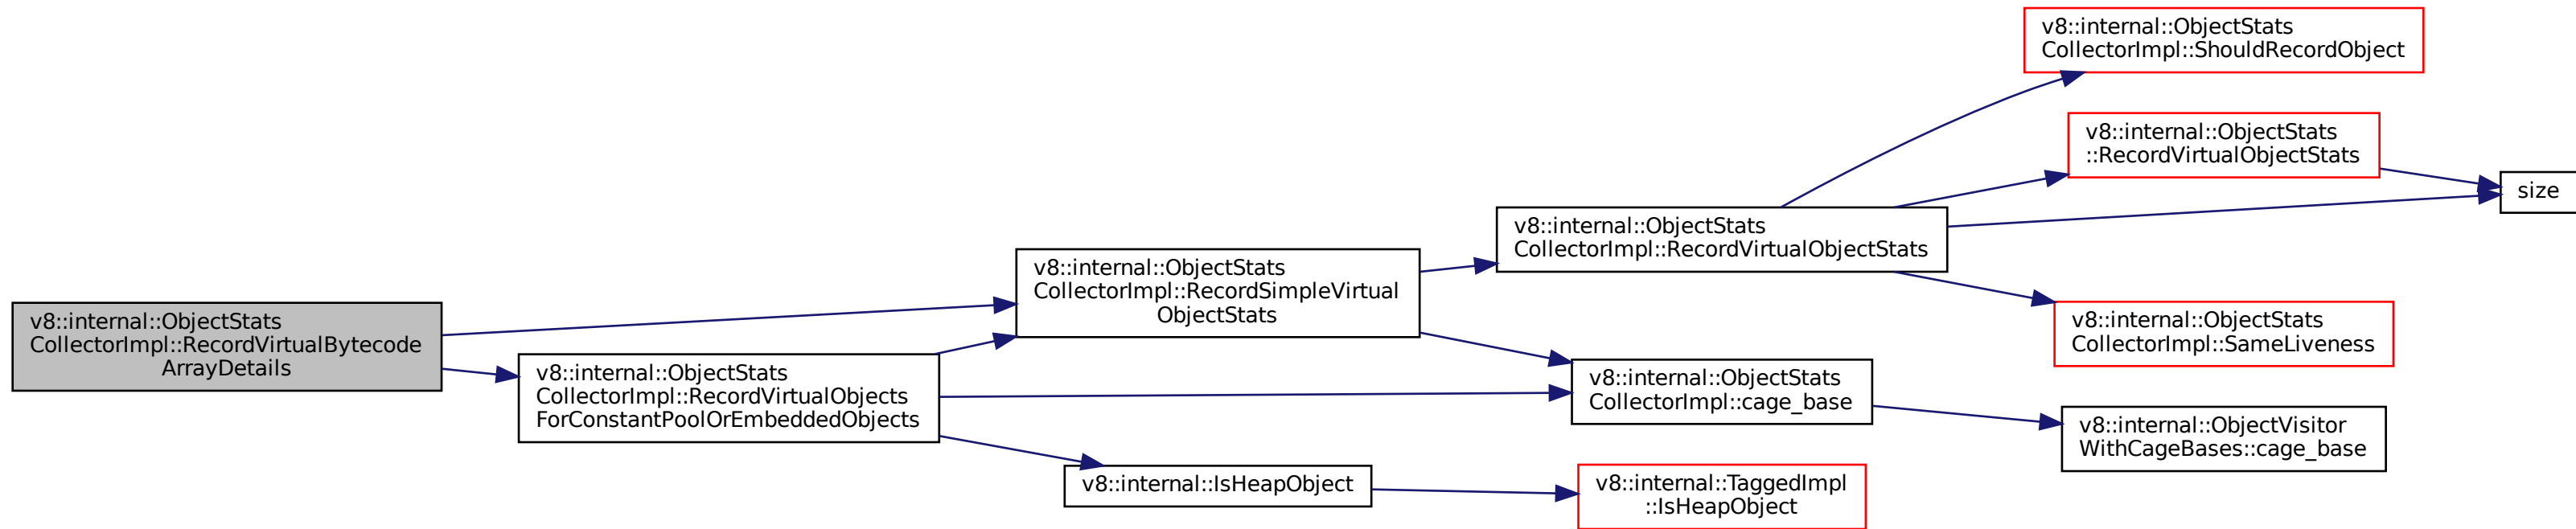 v8::internal::ObjectStats
CollectorImpl::RecordVirtualBytecode
ArrayDetails
v8::internal::ObjectStats
CollectorImpl::RecordSimpleVirtual
ObjectStats
v8::internal::ObjectStats
CollectorImpl::RecordVirtualObjects
ForConstantPoolOrEmbeddedObjects
v8::internal::IsHeapObject
v8::internal::ObjectStats
CollectorImpl::RecordVirtualObjectStats
v8::internal::ObjectStats
CollectorImpl::cage_base
v8::internal::TaggedImpl
::IsHeapObject
v8::internal::ObjectStats
CollectorImpl::ShouldRecordObject
v8::internal::ObjectStats
::RecordVirtualObjectStats
size
v8::internal::ObjectStats
CollectorImpl::SameLiveness
v8::internal::ObjectVisitor
WithCageBases::cage_base